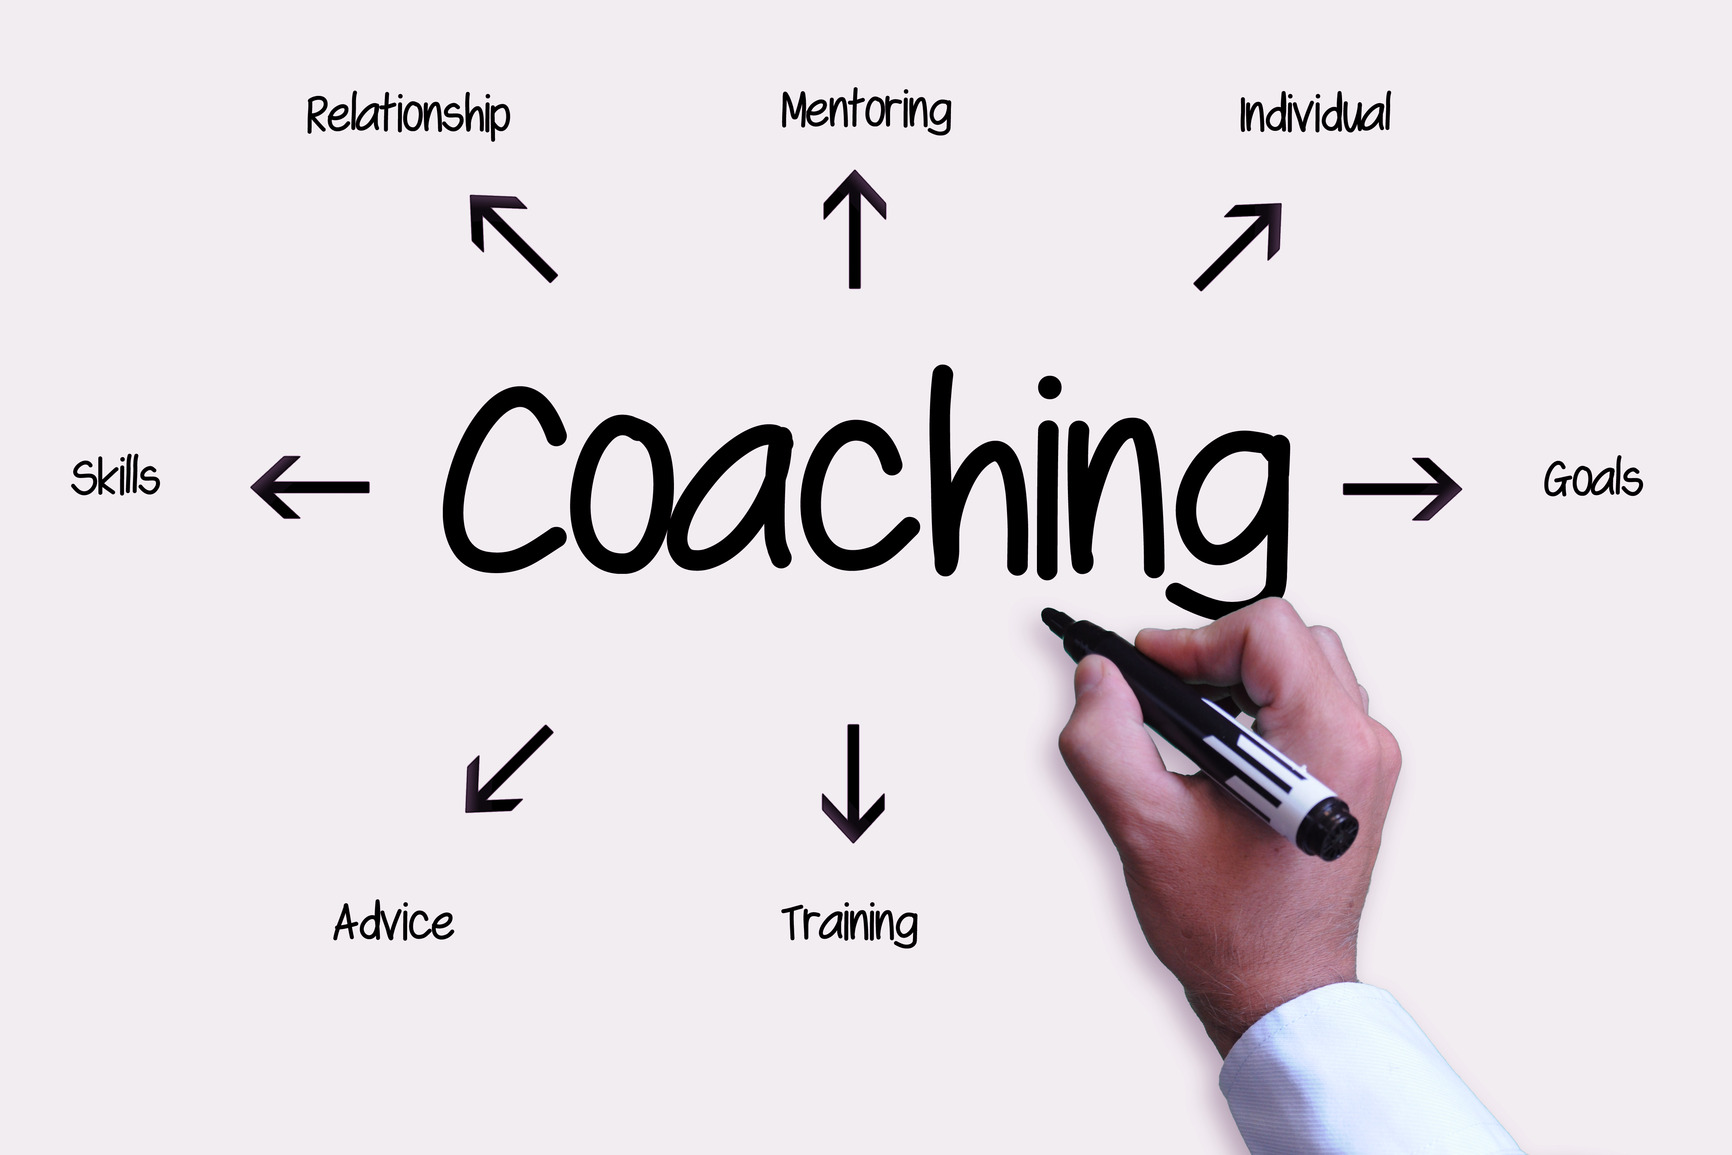 Relationship
Mentoring
Individual
Skills
Coaching
Goals
Advice
Training